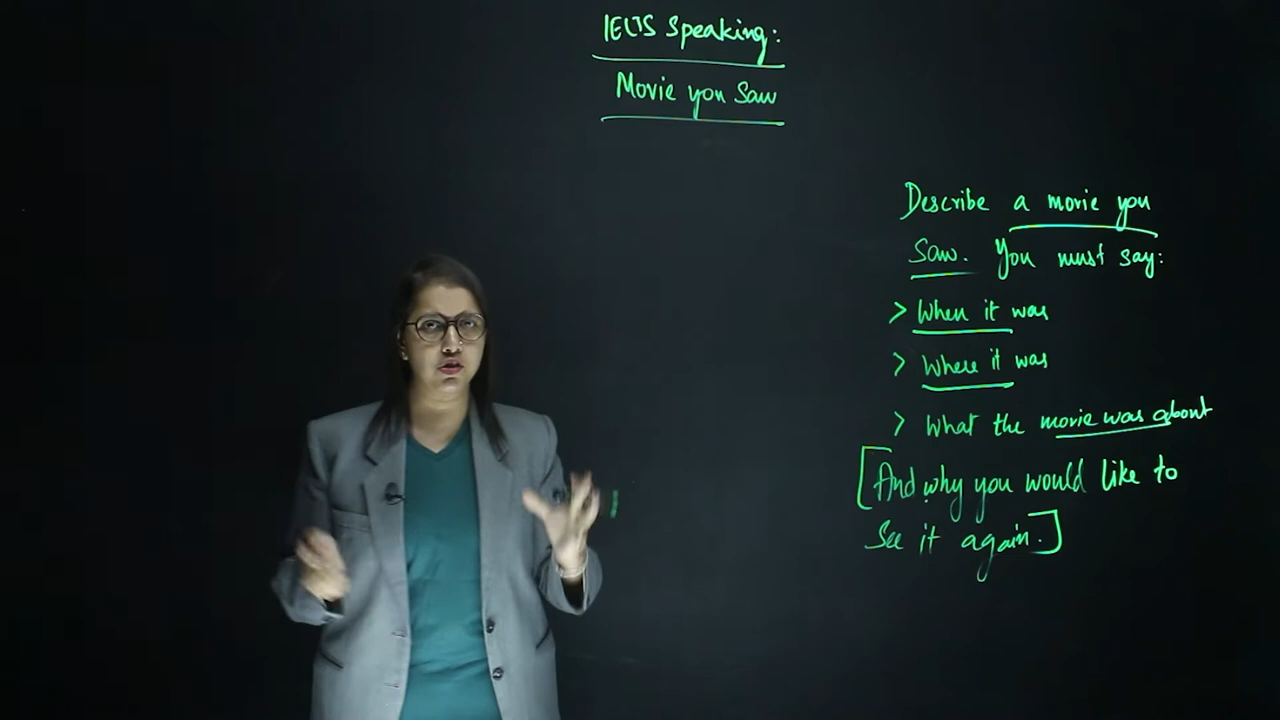 IELTS Speaking:
Movie you saw
Describe a movie you
saw. You must say:
> When it was
> Where it was
> What the movie was about
[And why you would like to
see it again.]